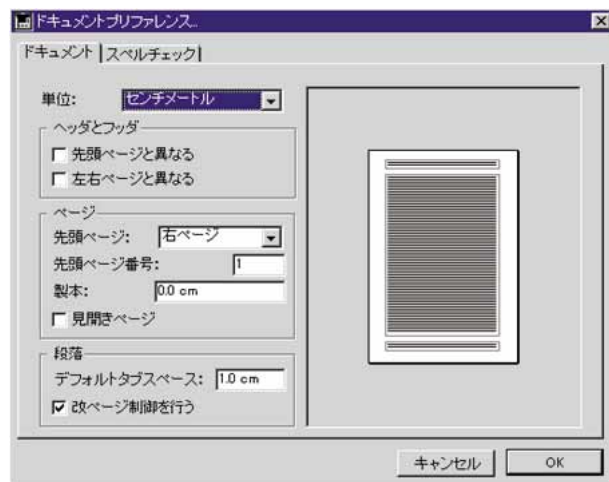 ドキュメントプリファレンス..
ドキュメント スペルチェック
単位: センチメートル
ヘッダとフッダ
先頭ページと異なる
左右ページと異なる
ページ
先頭ページ: 右ページ
先頭ページ番号: 1
製本: 0.0 cm
見開きページ
段落
デフォルトタブスペース: 1.0 cm
改ページ制御を行う
キャンセル OK